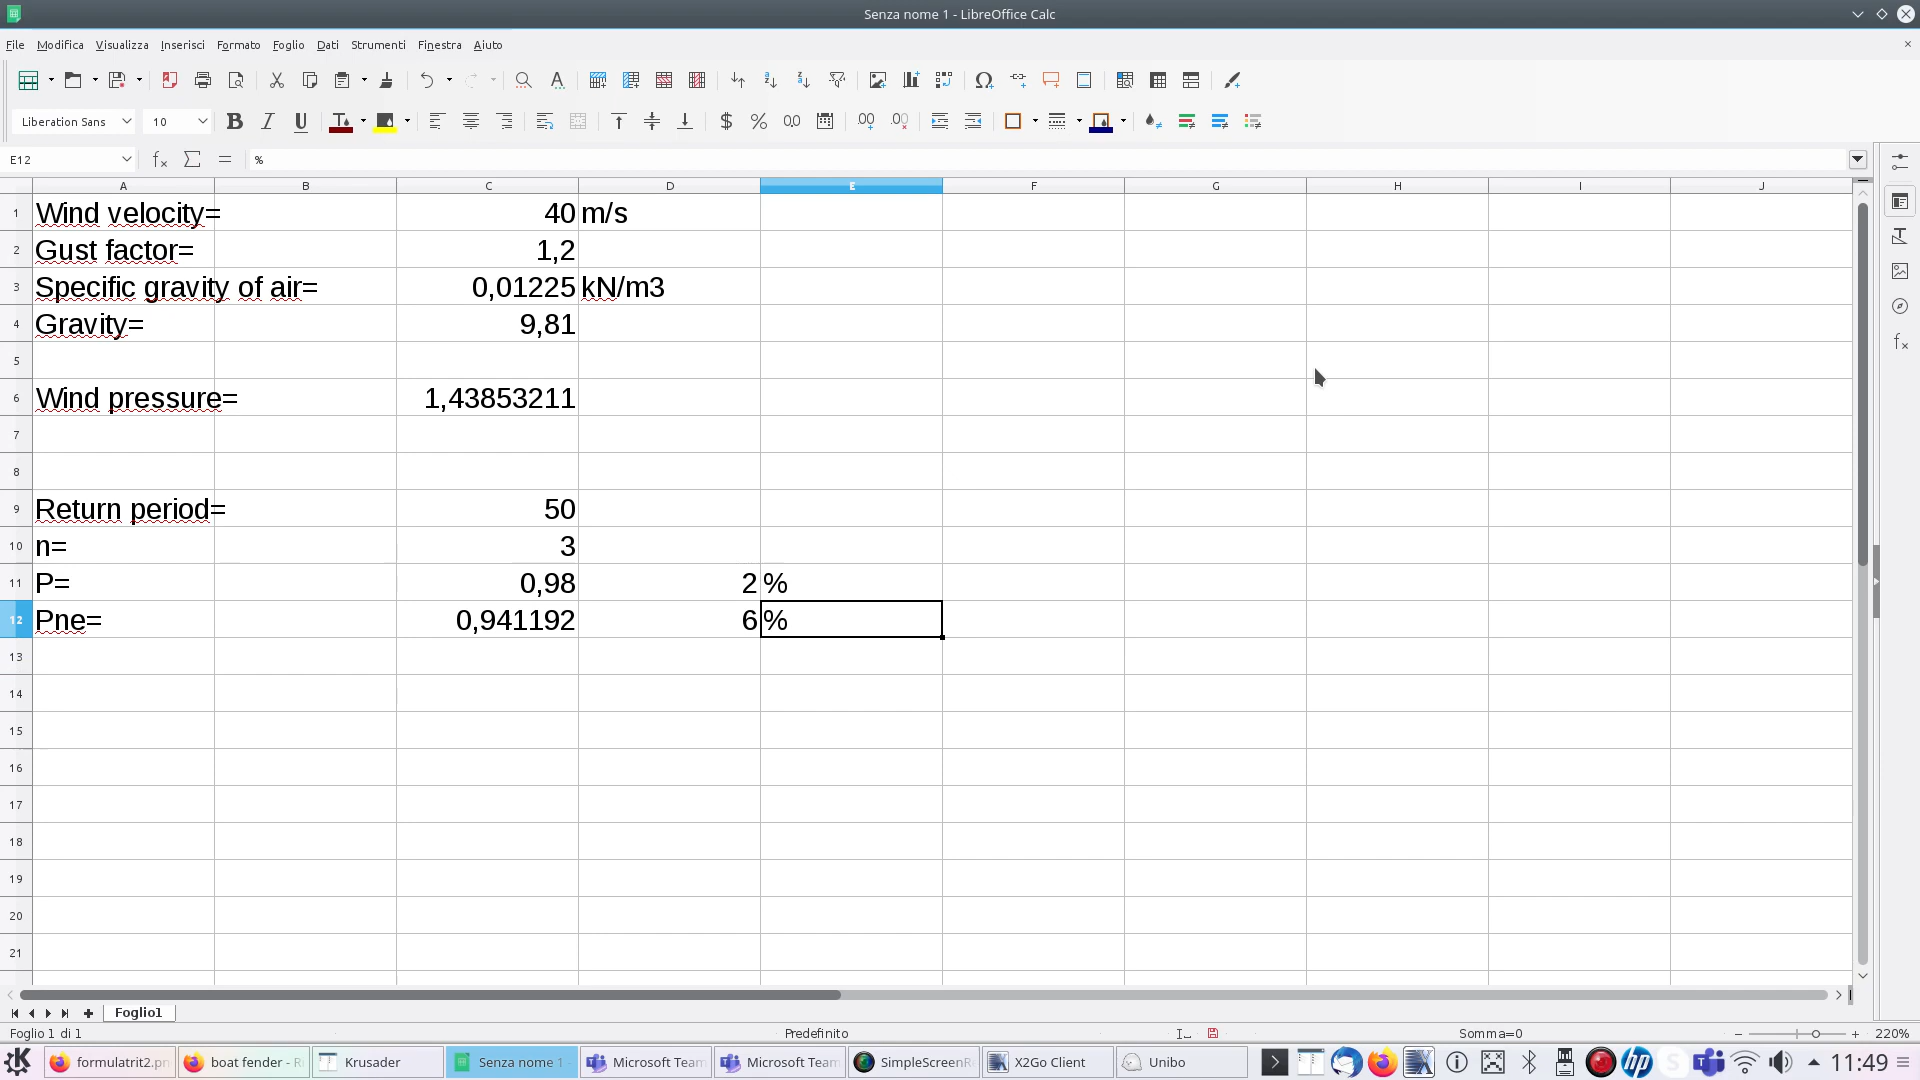 Senza nome 1 - LibreOffice Calc
File Modifica Visualizza Inserisci Formato Foglio Dati Strumenti Finestra Aiuto
Liberation Sans 10
E12 %
A B C D E F G H I J
1 Wind velocity= 40 m/s
2 Gust factor= 1,2
3 Specific gravity of air= 0,01225 kN/m3
4 Gravity= 9,81
5
6 Wind pressure= 1,43853211
7
8
9 Return period= 50
10 n= 3
11 P= 0,98 2 %
12 Pne= 0,941192 6 %
13
14
15
16
17
18
19
20
21
Foglio1
Foglio 1 di 1 Predefinito Somma=0 220%
formulatrit2.pn boat fender - R Krusader Senza nome 1 - Microsoft Team Microsoft Team SimpleScreenR X2Go Client Unibo 11:49